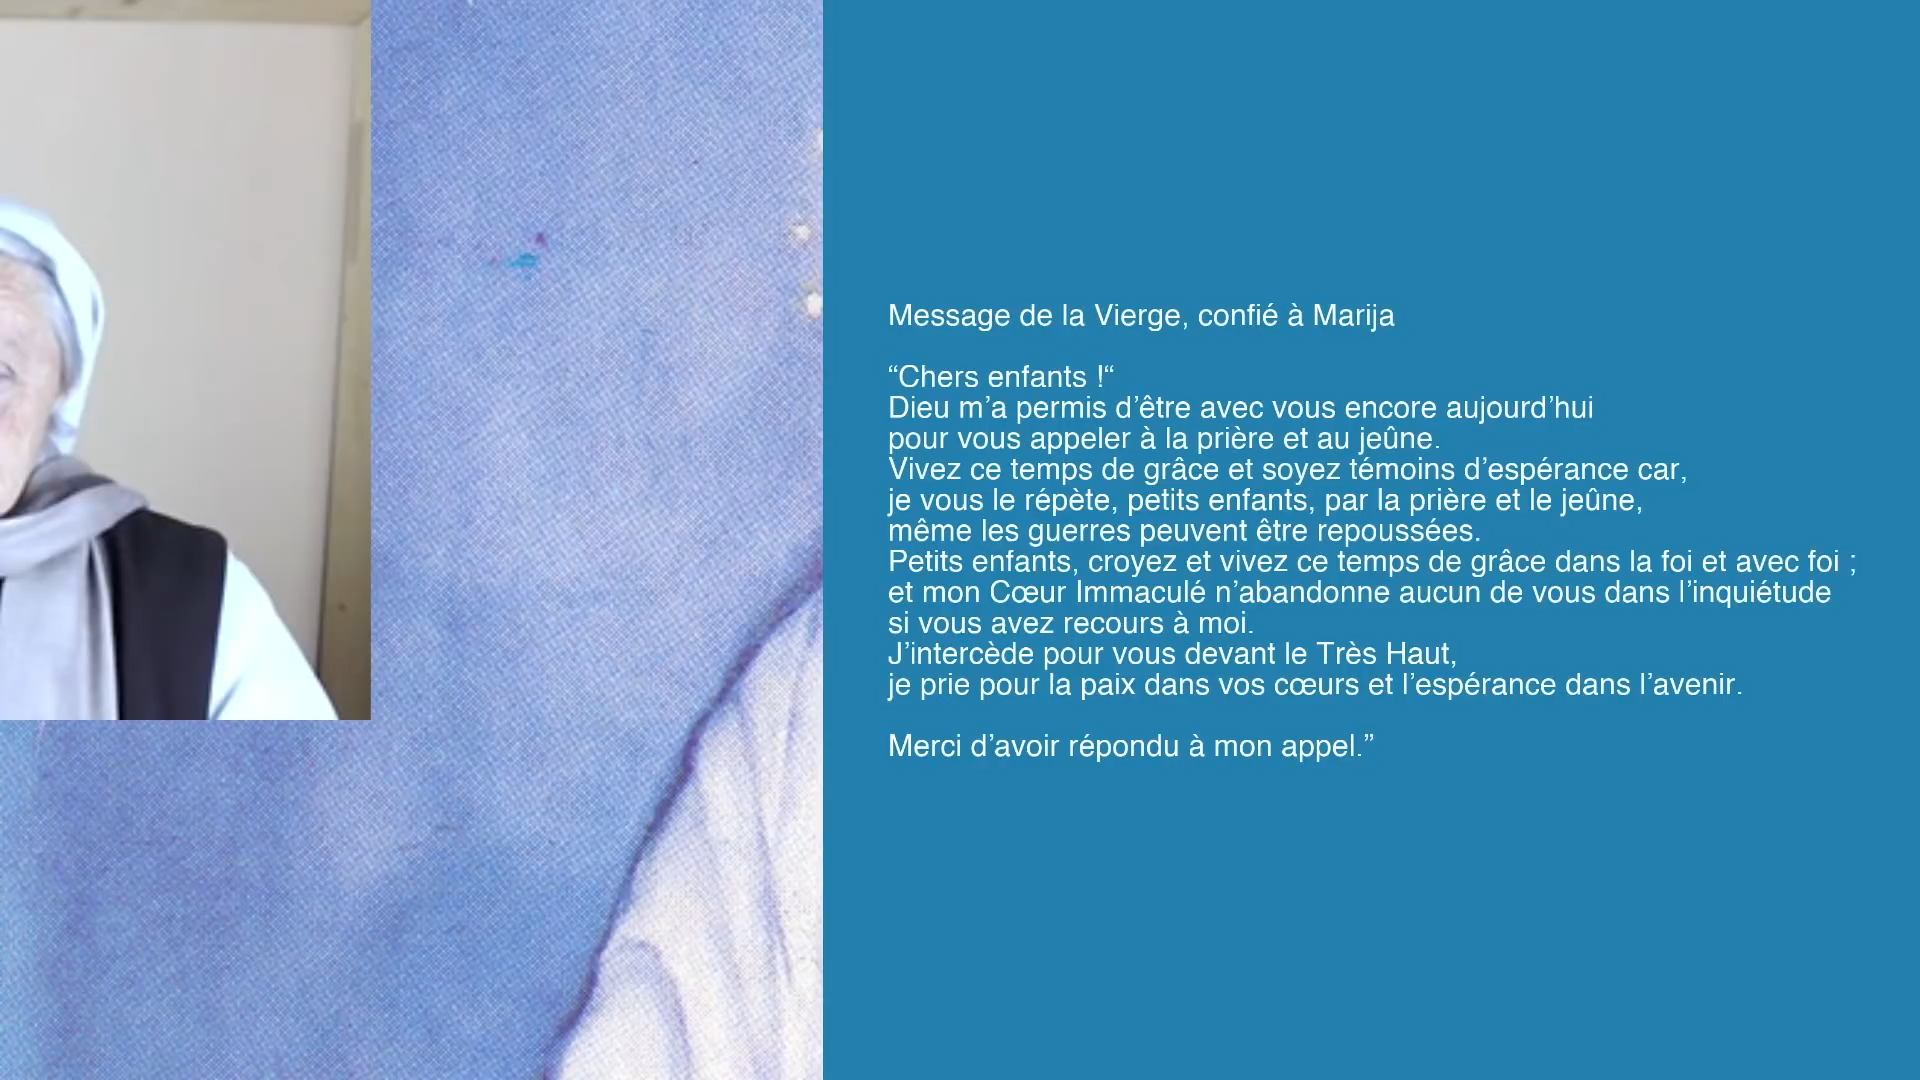 Message de la Vierge, confié à Marija
“Chers enfants !“
Dieu m’a permis d’être avec vous encore aujourd’hui
pour vous appeler à la prière et au jeûne.
Vivez ce temps de grâce et soyez témoins d’espérance car,
je vous le répète, petits enfants, par la prière et le jeûne,
même les guerres peuvent être repoussées.
Petits enfants, croyez et vivez ce temps de grâce dans la foi et avec foi ;
et mon Cœur Immaculé n’abandonne aucun de vous dans l’inquiétude
si vous avez recours à moi.
J’intercède pour vous devant le Très Haut,
je prie pour la paix dans vos cœurs et l’espérance dans l’avenir.
Merci d’avoir répondu à mon appel.”